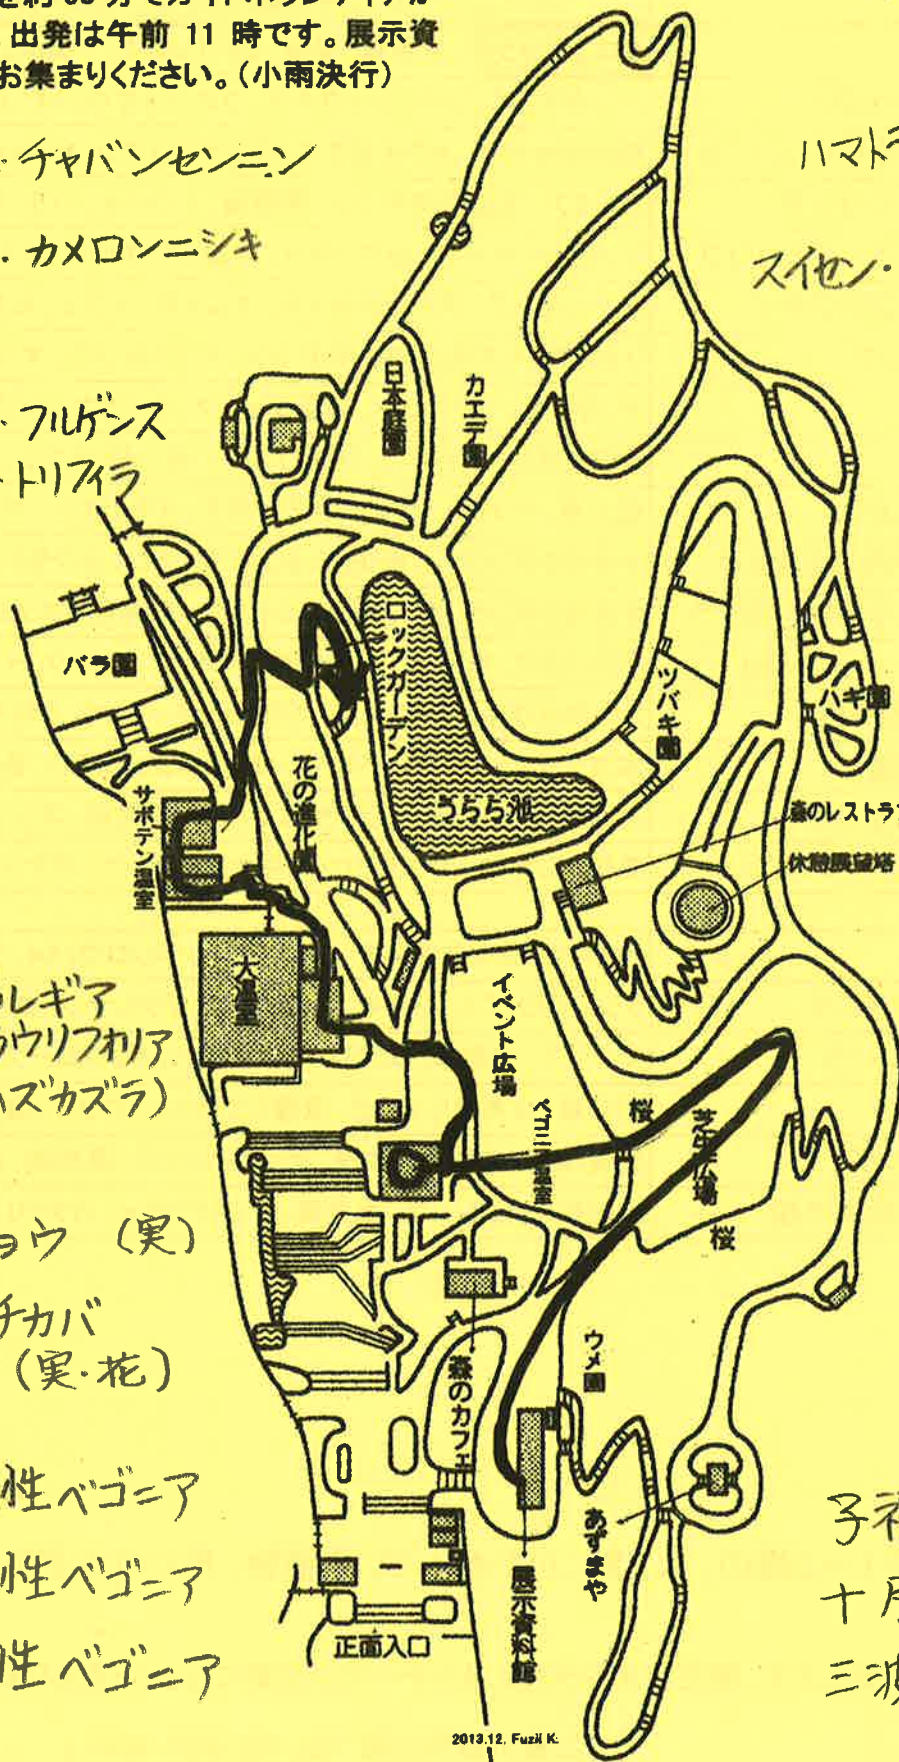 出発は午前 11 時です。展示資
お集まりください。(小雨決行)
・チャバンセンニン
ハマト
・カメロンニシキ
スイセン・
・フルゲンス
・トリフィラ
日本庭園
カエデ園
バラ園
ロックガーデン
ツバキ園
ハギ園
花の進化園
うらら池
サボテン温室
森のレストラ
休憩展望塔
大温室
イベント広場
レギア
ウリフォリア
ハズカズラ)
ベゴニア温室
桜
芝生広場
桜
ョウ (実)
チカバ
(実・花)
森のカフェ
ウメ園
性ベゴニア
性ベゴニア
性ベゴニア
あずまや
展示資料館
正面入口
十月
三波
2013.12. Fuzii K.